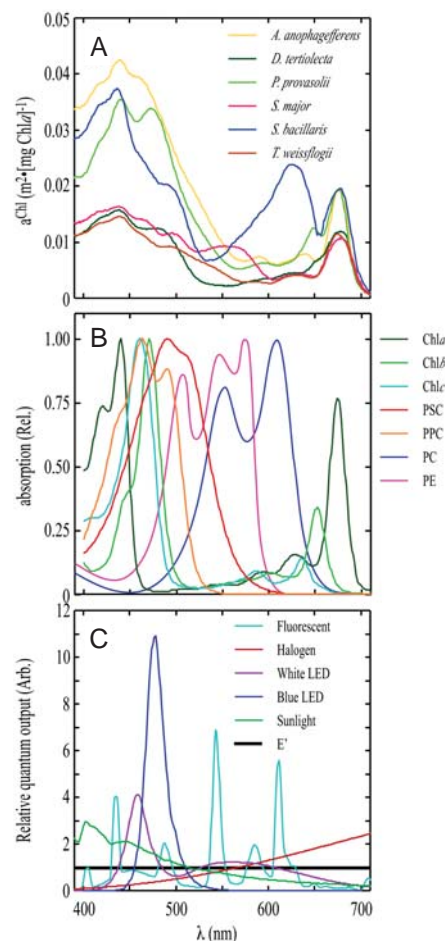 A
A. anophagefferens
D. tertiolecta
P. provasolii
S. major
S. bacillaris
T. weissflogii
aChl (m²•[mg Chla]-1)
0.05
0.04
0.03
0.02
0.01
0
B
Chla
Chlb
Chlc
PSC
PPC
PC
PE
absorption (Rel.)
1.00
0.75
0.50
0.25
0.00
C
Fluorescent
Halogen
White LED
Blue LED
Sunlight
E'
Relative quantum output (Arb.)
12
10
8
6
4
2
0
400 500 600 700
λ (nm)